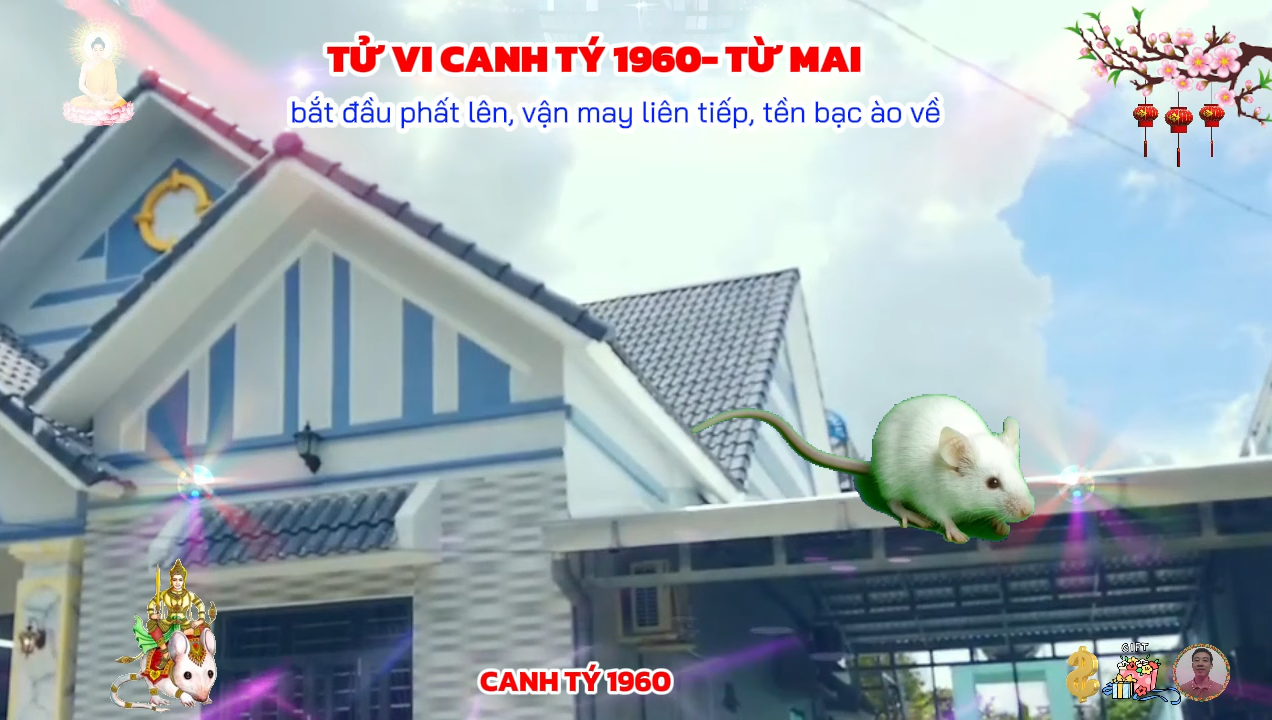 TỬ VI CANH TÝ 1960- TỪ MAI
bắt đầu phất lên, vận may liên tiếp, tền bạc ào về
CANH TÝ 1960
GIFT